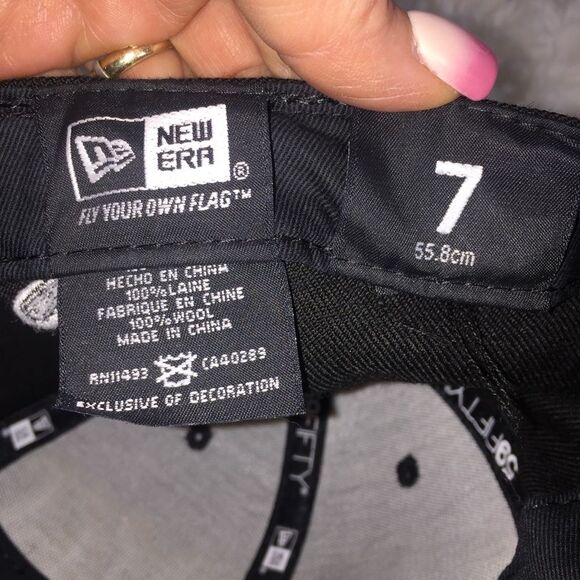 NEW
ERA®
FLY YOUR OWN FLAG™
7
55.8cm
HECHO EN CHINA
100% LAINE
FABRIQUE EN CHINE
100% WOOL
MADE IN CHINA
RN11493 CA40289
EXCLUSIVE OF DECORATION
59FIFTY
59FIFTY